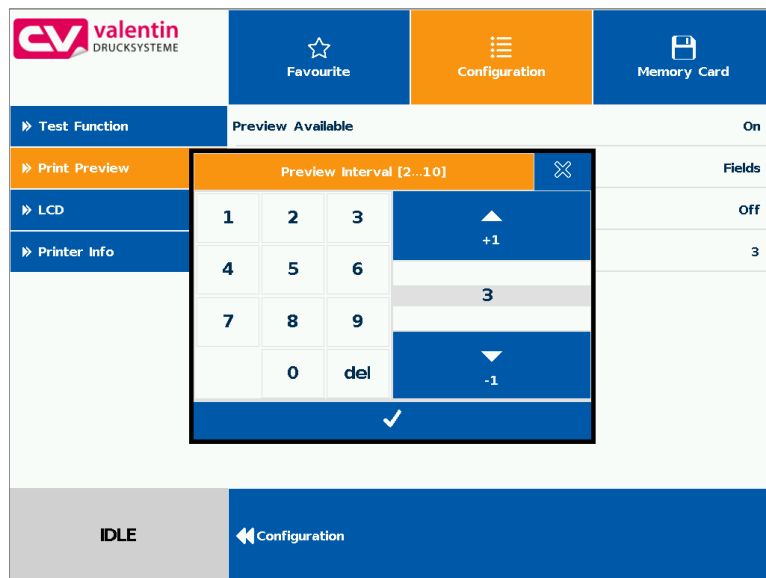 CV valentin
DRUCKSYSTEME
Favourite
Configuration
Memory Card
Test Function
Preview Available
On
Print Preview
Fields
LCD
Off
Printer Info
3
Preview Interval [2...10]
1 2 3
4 5 6
7 8 9
0 del
+1
3
-1
IDLE
Configuration